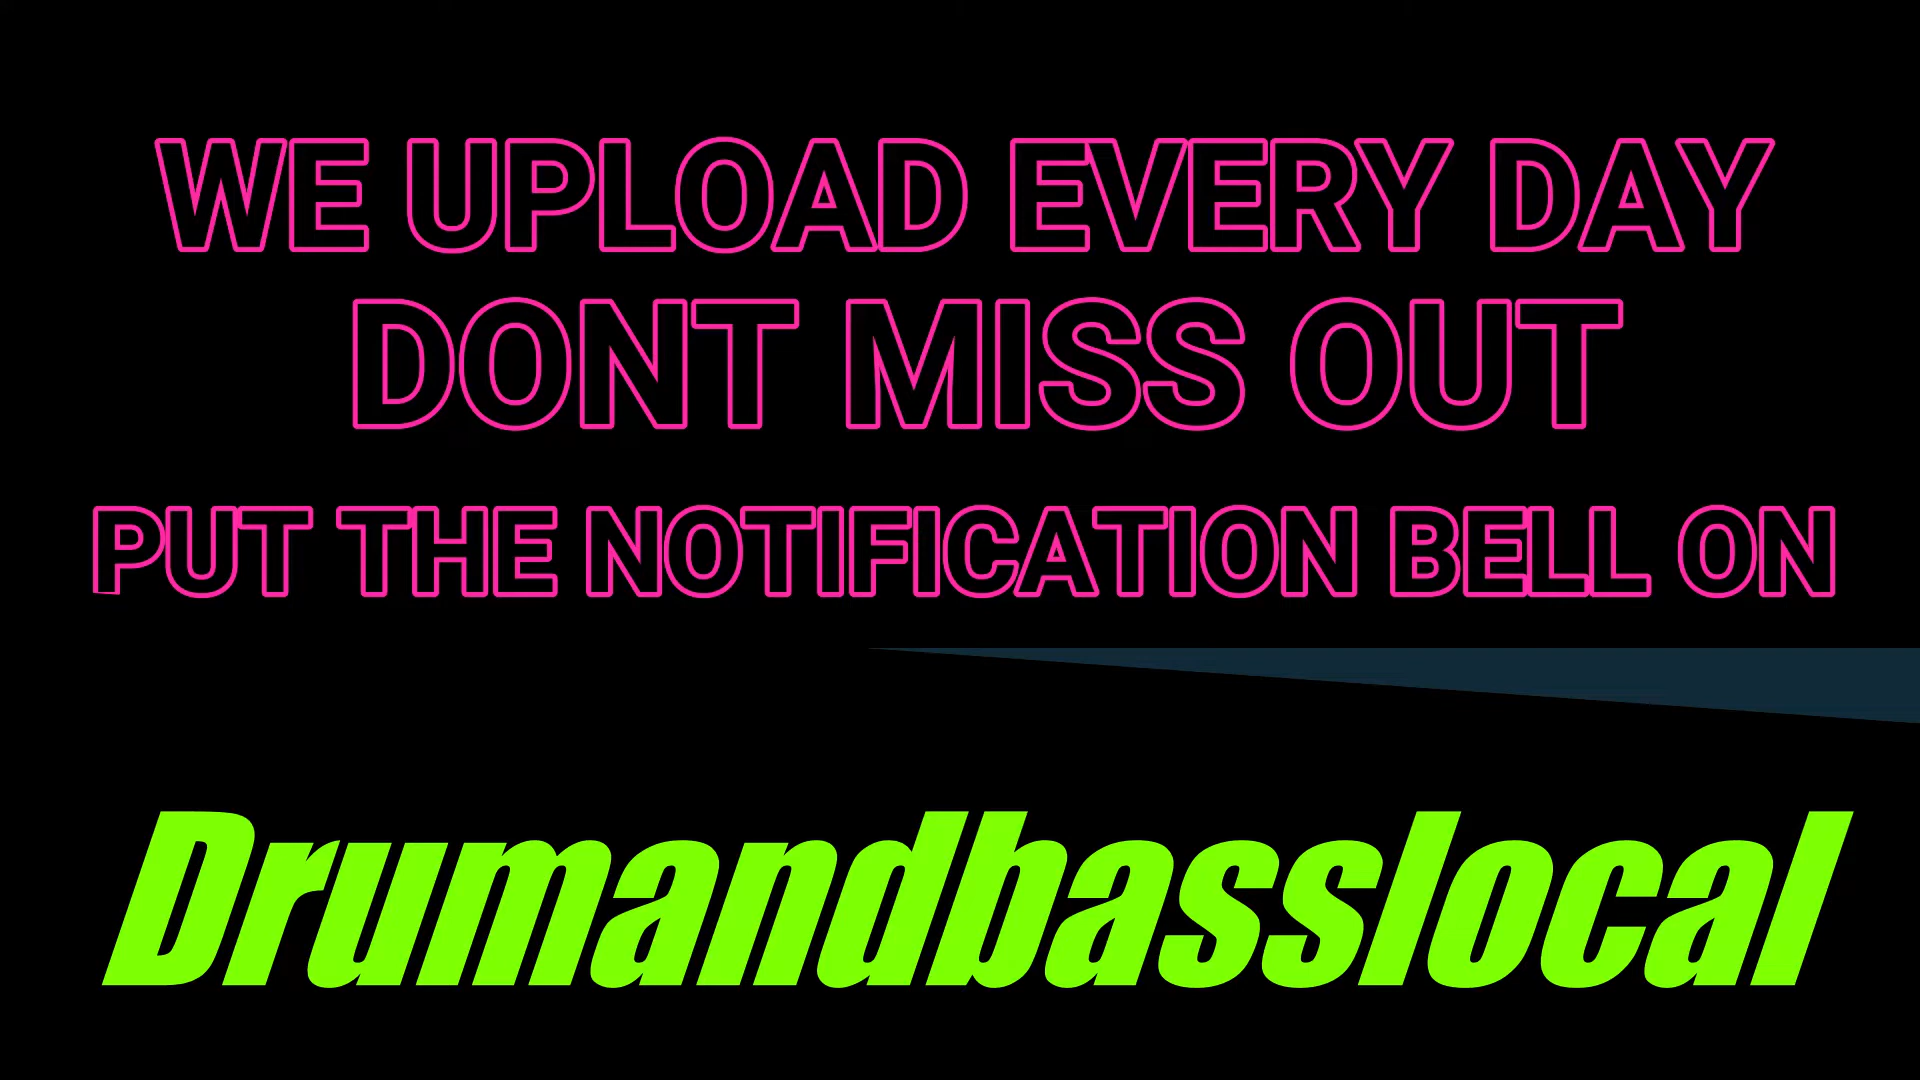 WE UPLOAD EVERY DAY
DONT MISS OUT
PUT THE NOTIFICATION BELL ON
Drumandbasslocal